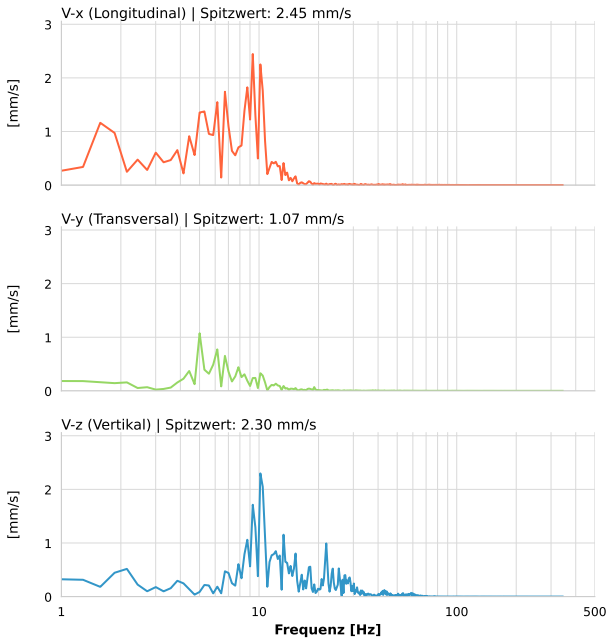 V-x (Longitudinal) | Spitzwert: 2.45 mm/s
3
2
1
0
[mm/s]
V-y (Transversal) | Spitzwert: 1.07 mm/s
3
2
1
0
[mm/s]
V-z (Vertikal) | Spitzwert: 2.30 mm/s
3
2
1
0
[mm/s]
1 10 100 500
Frequenz [Hz]